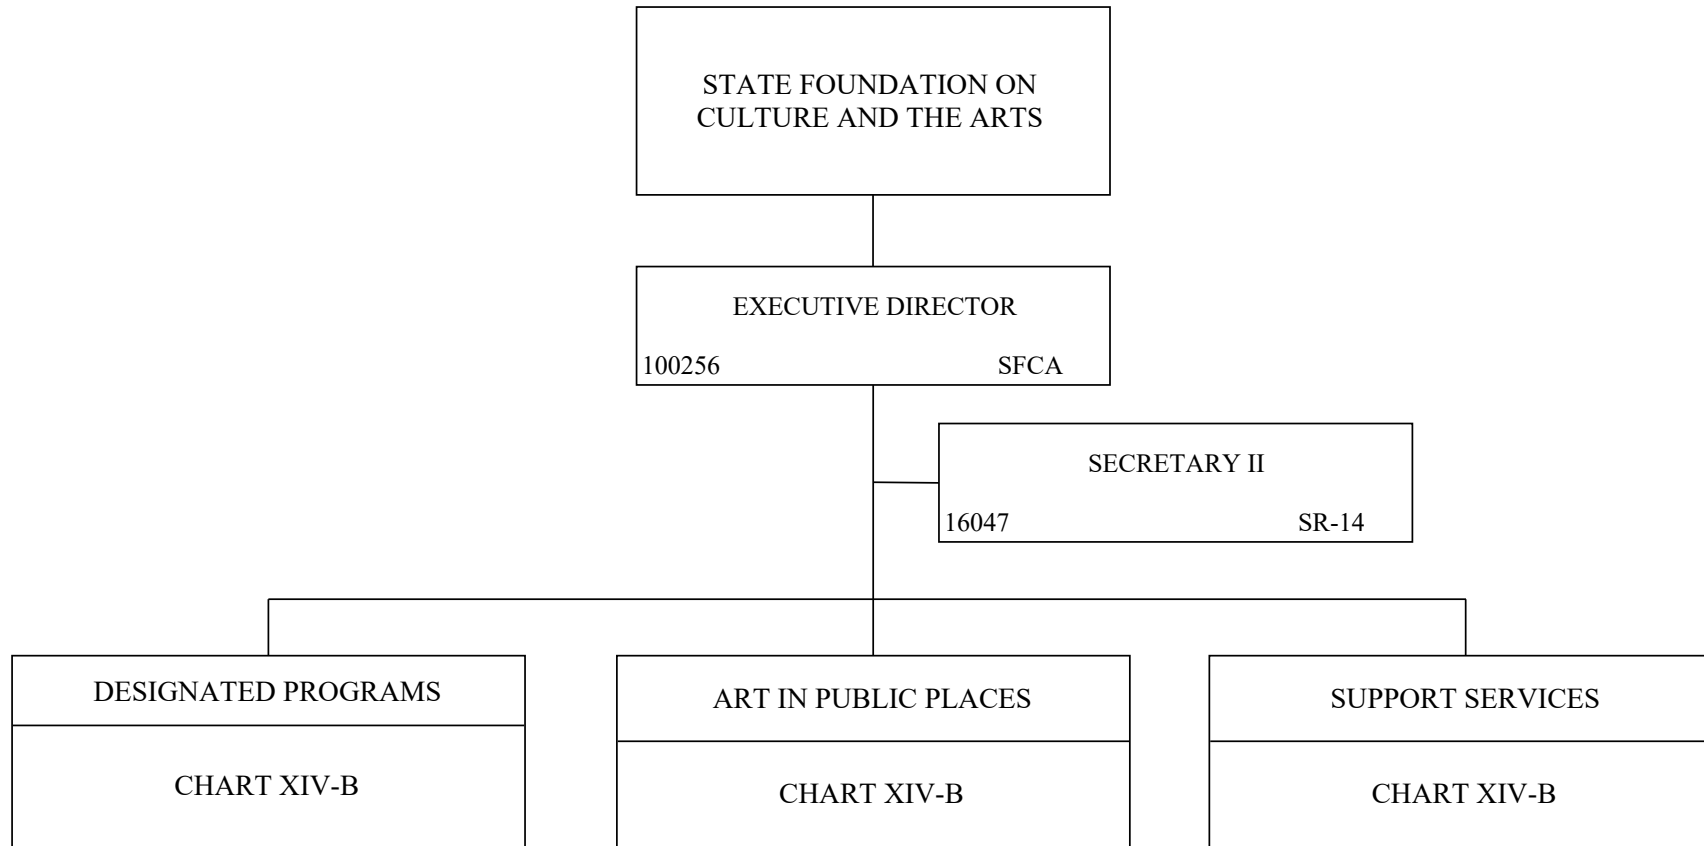 STATE FOUNDATION ON
CULTURE AND THE ARTS
EXECUTIVE DIRECTOR
100256 SFCA
SECRETARY II
16047 SR-14
DESIGNATED PROGRAMS
CHART XIV-B
ART IN PUBLIC PLACES
CHART XIV-B
SUPPORT SERVICES
CHART XIV-B